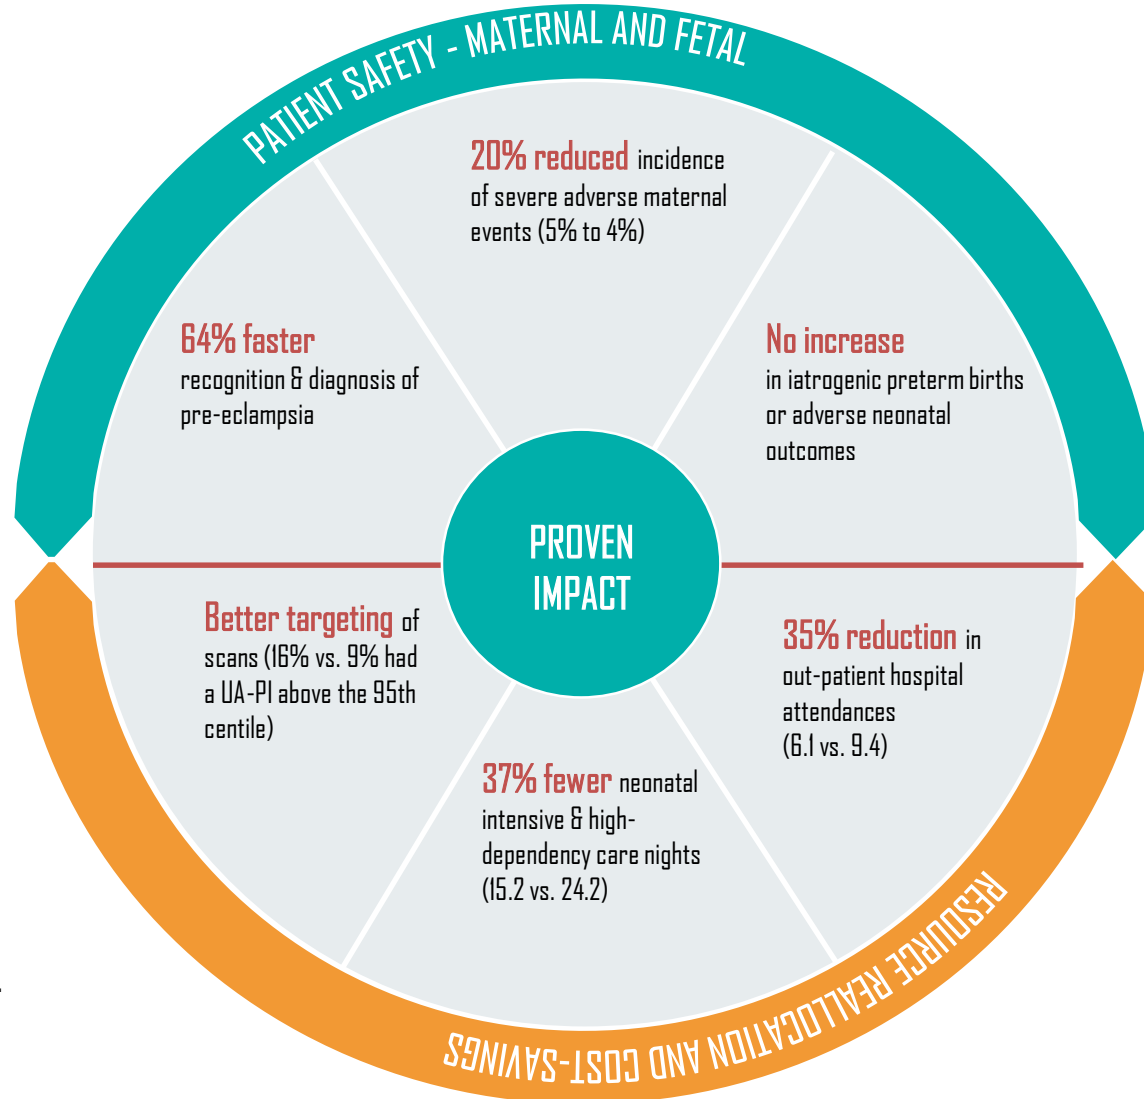 PATIENT SAFETY - MATERNAL AND FETAL
20% reduced incidence
of severe adverse maternal
events (5% to 4%)
64% faster
recognition & diagnosis of
pre-eclampsia
No increase
in iatrogenic preterm births
or adverse neonatal
outcomes
PROVEN
IMPACT
Better targeting of
scans (16% vs. 9% had
a UA-PI above the 95th
centile)
37% fewer neonatal
intensive & high-
dependency care nights
(15.2 vs. 24.2)
35% reduction in
out-patient hospital
attendances
(6.1 vs. 9.4)
RESOURCE REALLOCATION AND COST-SAVINGS
.